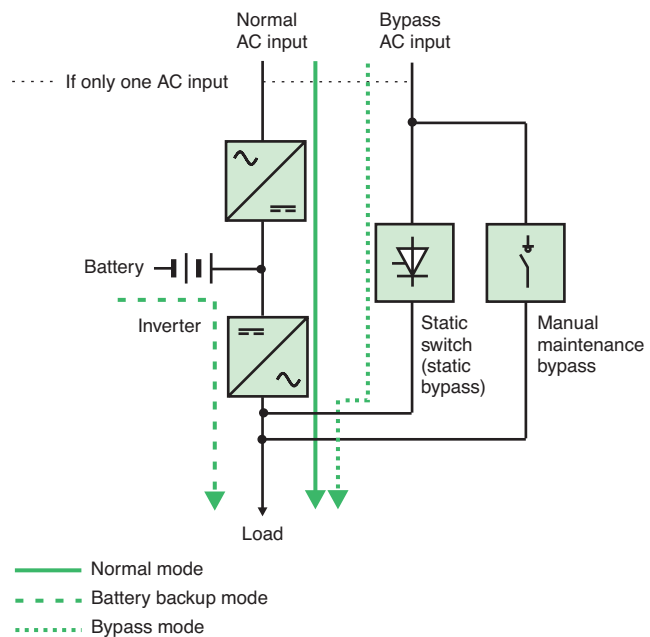 Normal
AC input
Bypass
AC input
If only one AC input
Battery
Inverter
Static
switch
(static
bypass)
Manual
maintenance
bypass
Load
Normal mode
Battery backup mode
Bypass mode